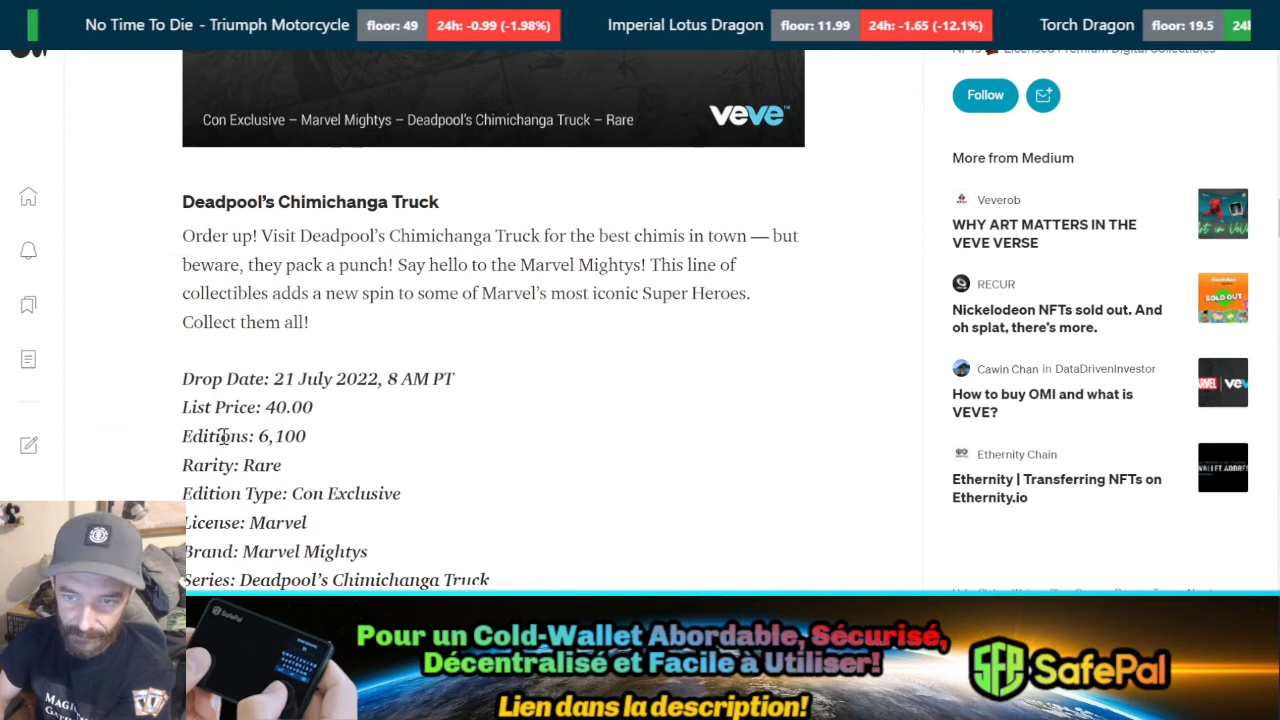 No Time To Die - Triumph Motorcycle floor: 49 24h: -0.99 (-1.98%) Imperial Lotus Dragon floor: 11.99 24h: -1.65 (-12.1%) Torch Dragon floor: 19.5
Con Exclusive – Marvel Mightys – Deadpool's Chimichanga Truck – Rare
veve™
Deadpool's Chimichanga Truck
Order up! Visit Deadpool's Chimichanga Truck for the best chimis in town — but
beware, they pack a punch! Say hello to the Marvel Mightys! This line of
collectibles adds a new spin to some of Marvel's most iconic Super Heroes.
Collect them all!
Drop Date: 21 July 2022, 8 AM PT
List Price: 40.00
Editions: 6,100
Rarity: Rare
Edition Type: Con Exclusive
License: Marvel
Brand: Marvel Mightys
Series: Deadpool's Chimichanga Truck
Licensed Premium Digital Collectibles
Follow
More from Medium
Veverob
WHY ART MATTERS IN THE
VEVE VERSE
RECUR
Nickelodeon NFTs sold out. And
oh splat, there's more.
SOLD OUT
Cawin Chan in DataDrivenInvestor
How to buy OMI and what is
VEVE?
Ethernity Chain
Ethernity | Transferring NFTs on
Ethernity.io
SafePal
Pour un Cold-Wallet Abordable, Sécurisé,
Décentralisé et Facile à Utiliser!
Lien dans la description!
SafePal